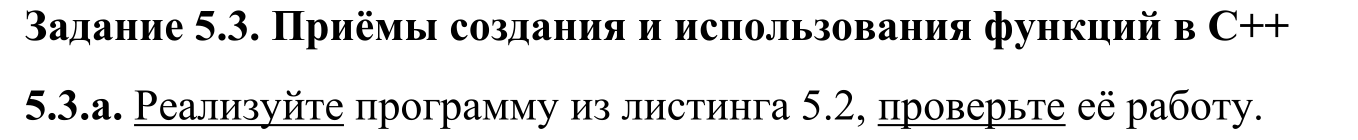 Задание 5.3. Приёмы создания и использования функций в С++
5.3.а. Реализуйте программу из листинга 5.2, проверьте её работу.